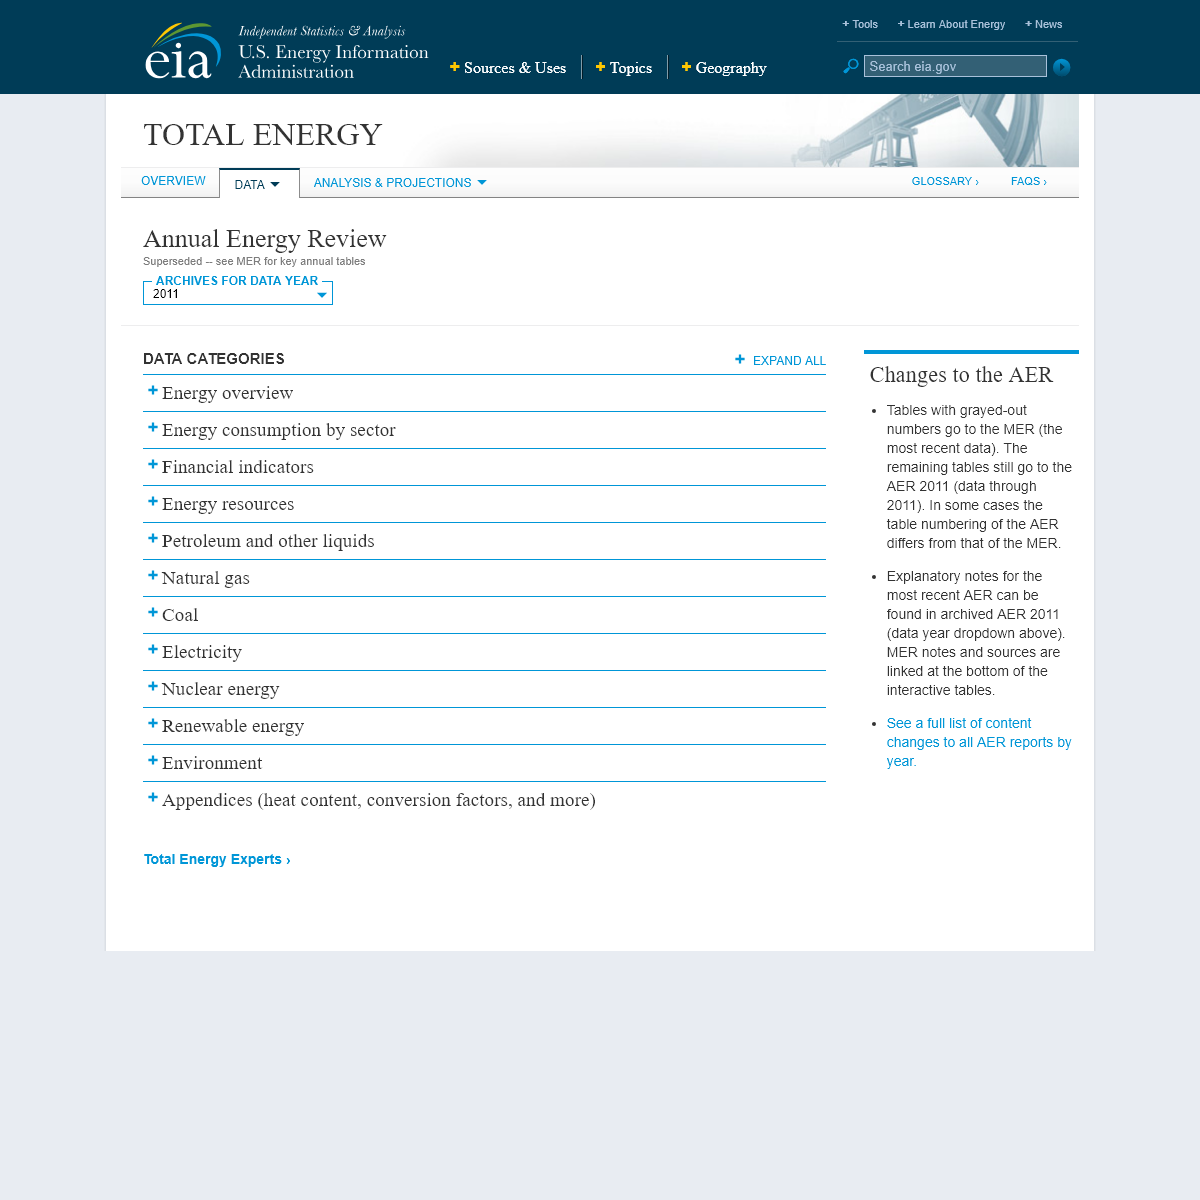 + Tools + Learn About Energy + News
eia
Independent Statistics & Analysis
U.S. Energy Information
Administration
+ Sources & Uses + Topics + Geography
Search eia.gov
TOTAL ENERGY
OVERVIEW DATA ANALYSIS & PROJECTIONS GLOSSARY › FAQS ›
Annual Energy Review
Superseded -- see MER for key annual tables
ARCHIVES FOR DATA YEAR
2011
DATA CATEGORIES
+ EXPAND ALL
+ Energy overview
+ Energy consumption by sector
+ Financial indicators
+ Energy resources
+ Petroleum and other liquids
+ Natural gas
+ Coal
+ Electricity
+ Nuclear energy
+ Renewable energy
+ Environment
+ Appendices (heat content, conversion factors, and more)
Total Energy Experts ›
Changes to the AER
• Tables with grayed-out
numbers go to the MER (the
most recent data). The
remaining tables still go to the
AER 2011 (data through
2011). In some cases the
table numbering of the AER
differs from that of the MER.
• Explanatory notes for the
most recent AER can be
found in archived AER 2011
(data year dropdown above).
MER notes and sources are
linked at the bottom of the
interactive tables.
• See a full list of content
changes to all AER reports by
year.